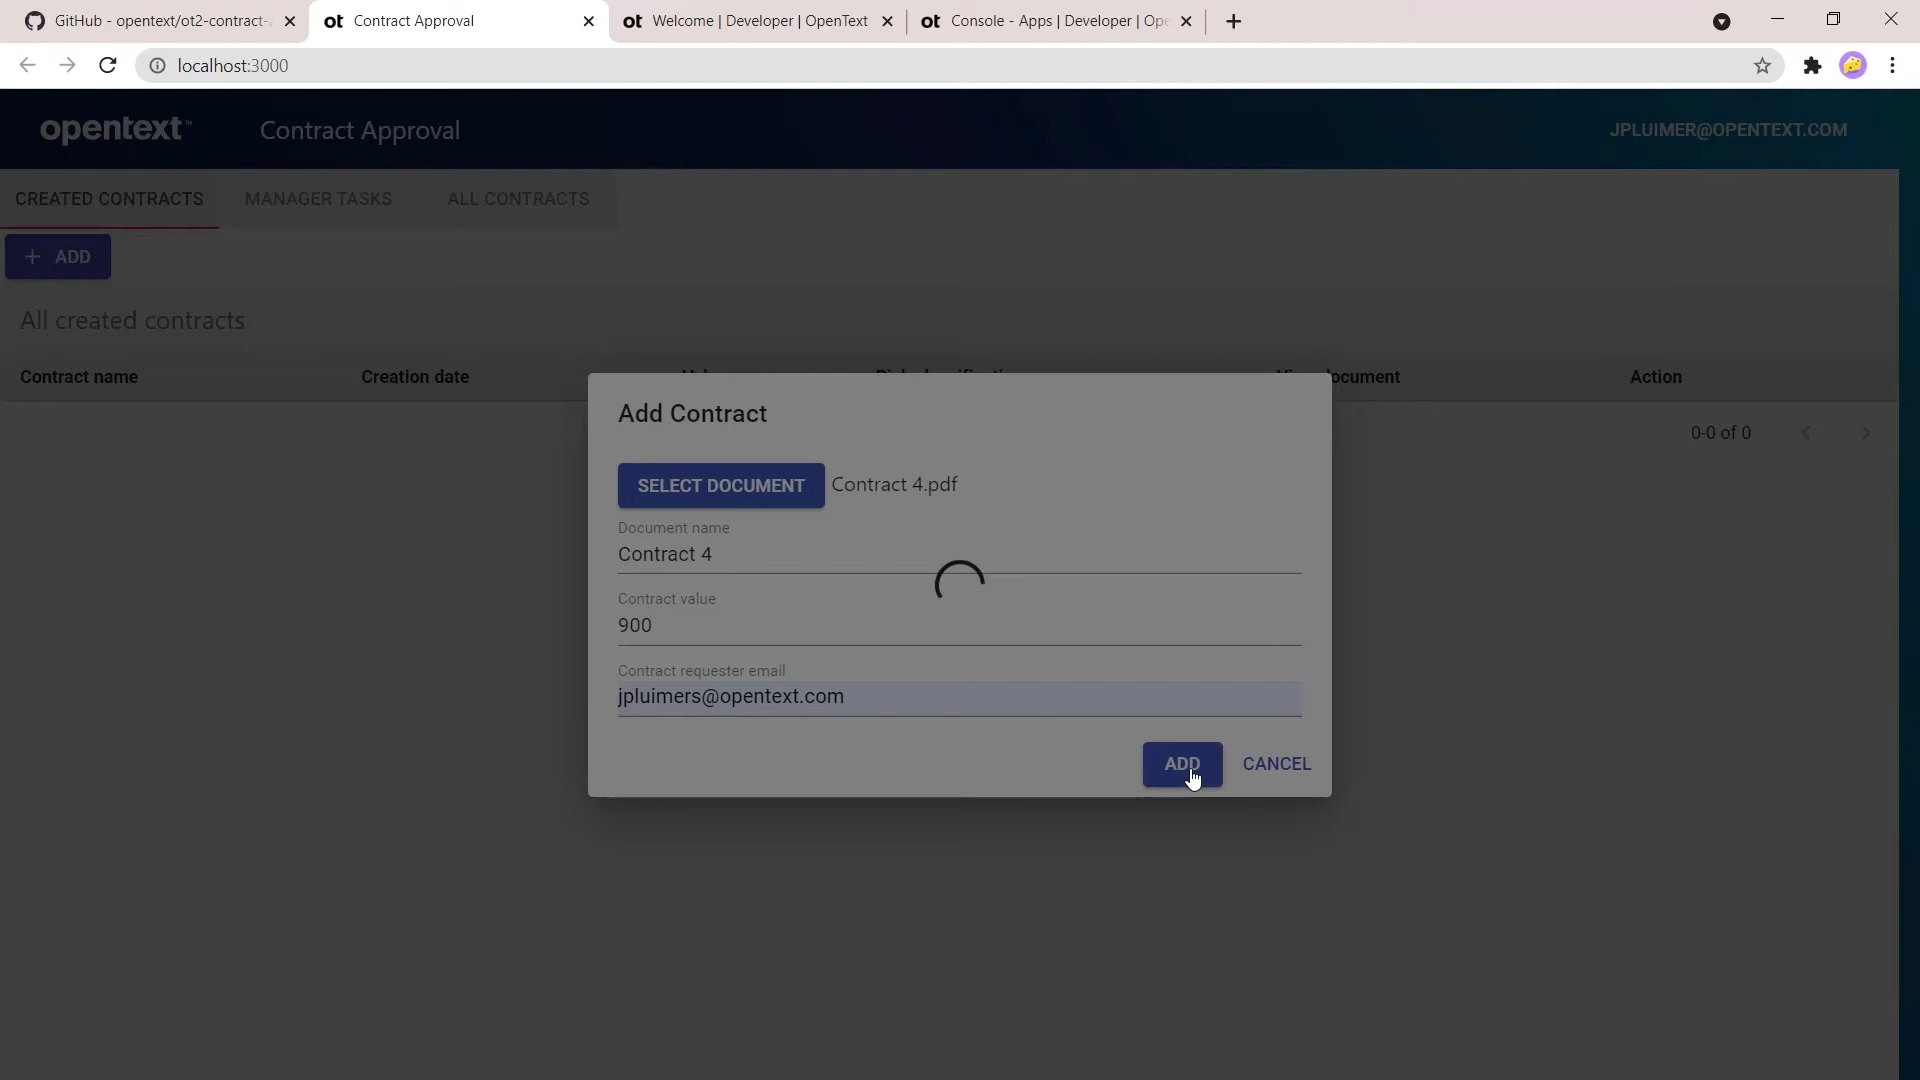 GitHub - opentext/ot2-contract-
Contract Approval
Welcome | Developer | OpenText
Console - Apps | Developer | Ope
localhost:3000
opentext™
Contract Approval
JPLUIMER@OPENTEXT.COM
CREATED CONTRACTS
MANAGER TASKS
ALL CONTRACTS
+ ADD
All created contracts
Contract name
Creation date
Action
0-0 of 0
Add Contract
SELECT DOCUMENT
Contract 4.pdf
Document name
Contract 4
Contract value
900
Contract requester email
jpluimers@opentext.com
ADD
CANCEL